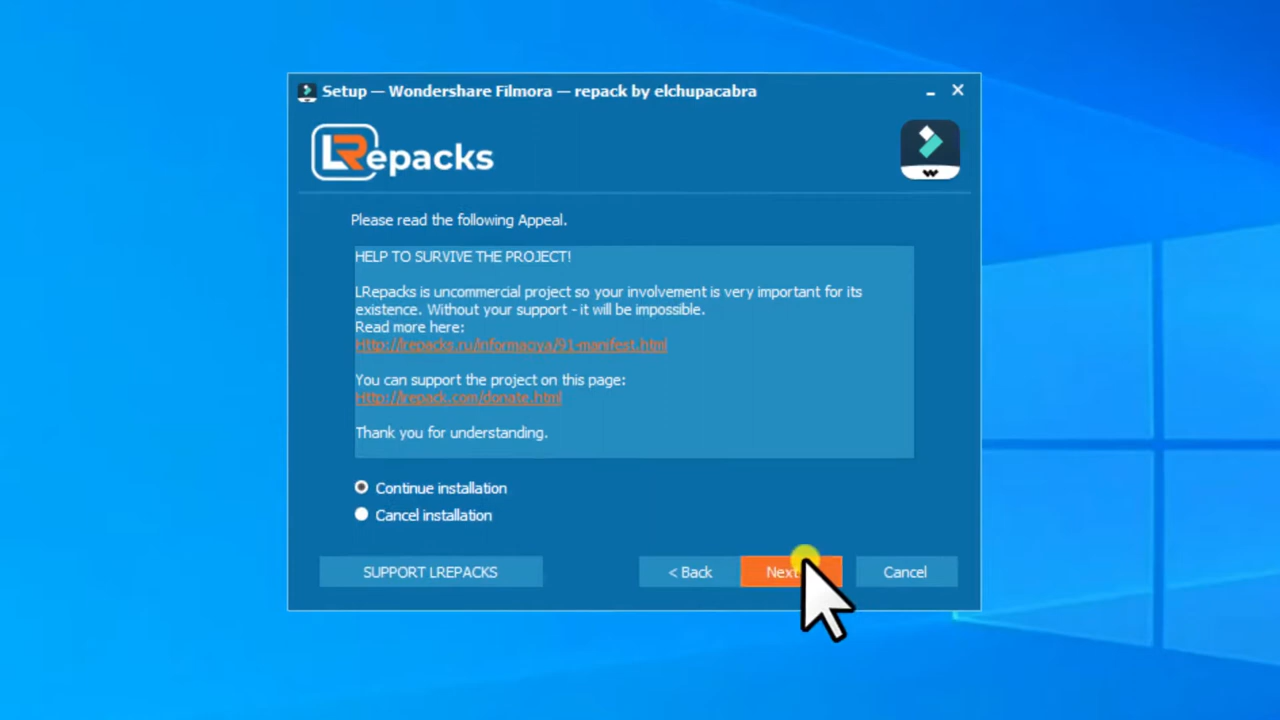 Setup — Wondershare Filmora — repack by elchupacabra
LRepacks
Please read the following Appeal.
HELP TO SURVIVE THE PROJECT!
LRepacks is uncommercial project so your involvement is very important for its
existence. Without your support - it will be impossible.
Read more here:
Http://lrepacks.ru/informaciya/91-manifest.html
You can support the project on this page:
Http://lrepack.com/donate.html
Thank you for understanding.
Continue installation
Cancel installation
SUPPORT LREPACKS
< Back
Next
Cancel